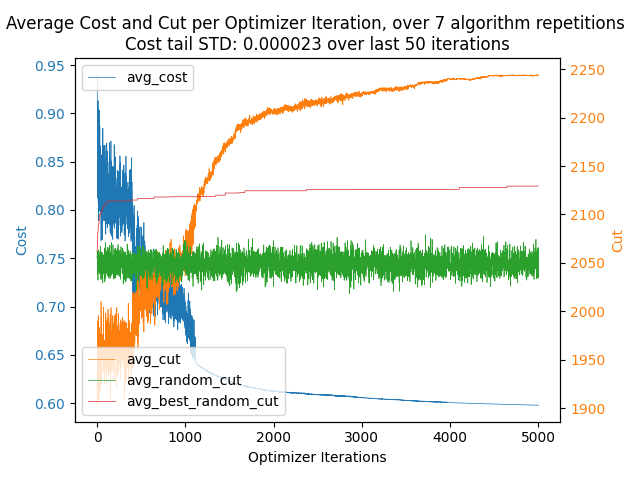 Average Cost and Cut per Optimizer Iteration, over 7 algorithm repetitions
Cost tail STD: 0.000023 over last 50 iterations
avg_cost
0.95
0.90
0.85
0.80
0.75
0.70
0.65
0.60
Cost
2250
2200
2150
2100
2050
2000
1950
1900
Cut
avg_cut
avg_random_cut
avg_best_random_cut
0 1000 2000 3000 4000 5000
Optimizer Iterations